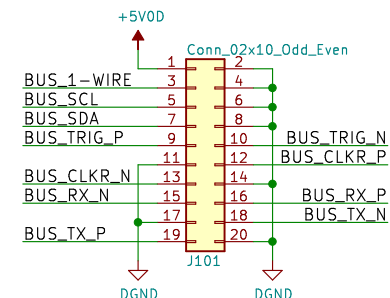 +5VOD
Conn_02x10_Odd_Even
1 2
BUS_1-WIRE 3 4
BUS_SCL 5 6
BUS_SDA 7 8
BUS_TRIG_P 9 10 BUS_TRIG_N
11 12 BUS_CLKR_P
BUS_CLKR_N 13 14
BUS_RX_N 15 16 BUS_RX_P
17 18 BUS_TX_N
BUS_TX_P 19 20
J101
DGND DGND